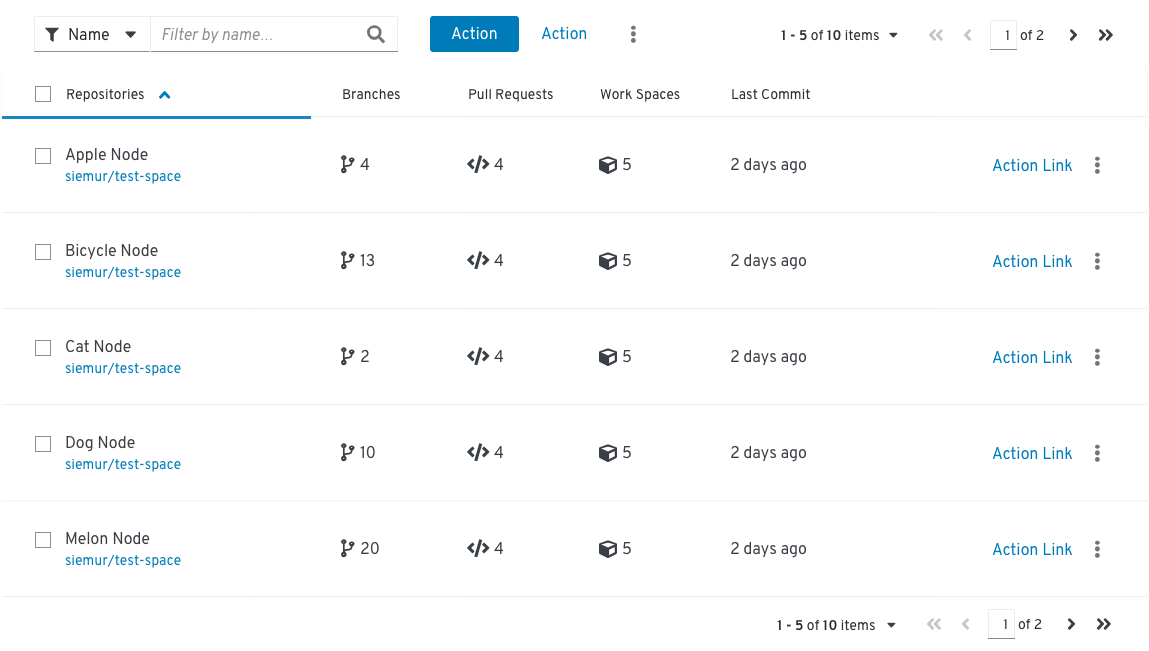 Name Filter by name... Action Action 1 - 5 of 10 items 1 of 2
Repositories Branches Pull Requests Work Spaces Last Commit
Apple Node
siemur/test-space
4 4 5 2 days ago Action Link
Bicycle Node
siemur/test-space
13 4 5 2 days ago Action Link
Cat Node
siemur/test-space
2 4 5 2 days ago Action Link
Dog Node
siemur/test-space
10 4 5 2 days ago Action Link
Melon Node
siemur/test-space
20 4 5 2 days ago Action Link
1 - 5 of 10 items 1 of 2